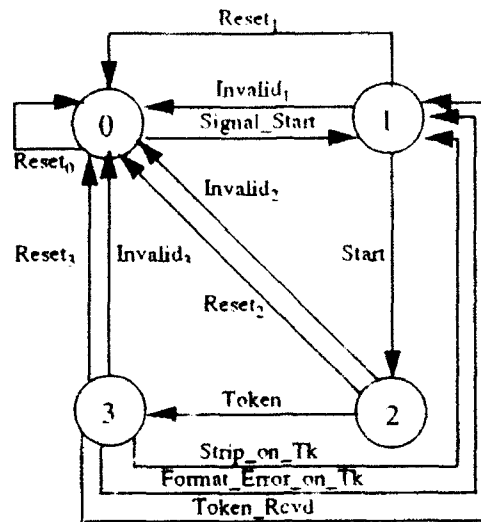 Reset₁
Invalid₁
0
1
Signal_Start
Reset₀
Invalid₂
Reset₃
Invalid₃
Start
Reset₂
3
Token
2
Strip_on_Tk
Format_Error_on_Tk
Token_Rcvd